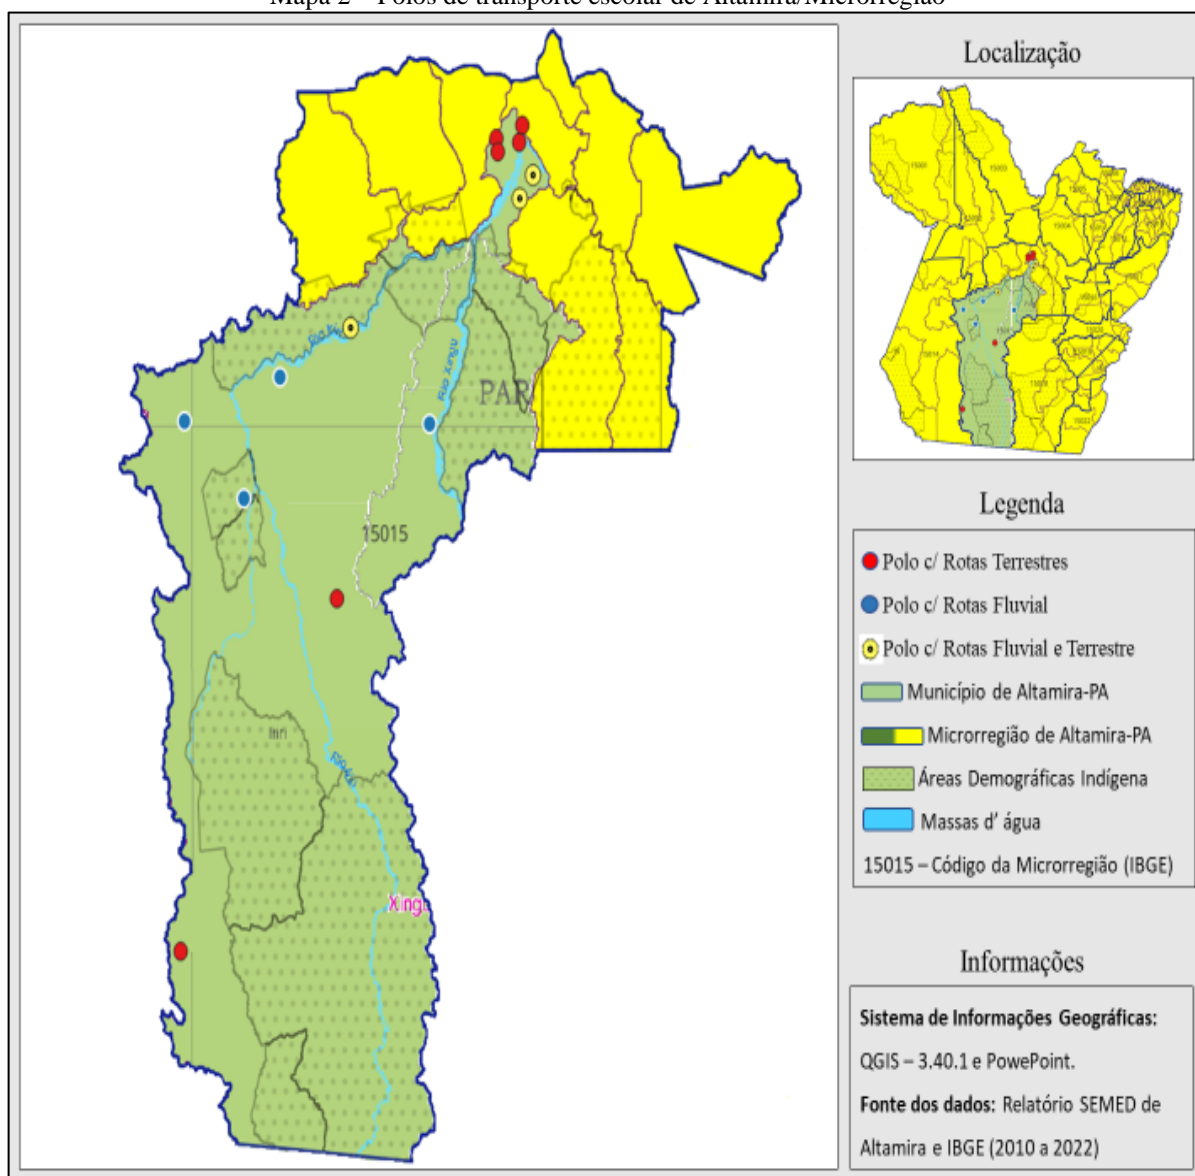 Mapa 2 – Polos de transporte escolar de Altamira/Microrregião
PAR
15015
Iriri
Xing
Localização
Legenda
Polo c/ Rotas Terrestres
Polo c/ Rotas Fluvial
Polo c/ Rotas Fluvial e Terrestre
Município de Altamira-PA
Microrregião de Altamira-PA
Áreas Demográficas Indígena
Massas d' água
15015 – Código da Microrregião (IBGE)
Informações
Sistema de Informações Geográficas:
QGIS – 3.40.1 e PowePoint.
Fonte dos dados: Relatório SEMED de
Altamira e IBGE (2010 a 2022)